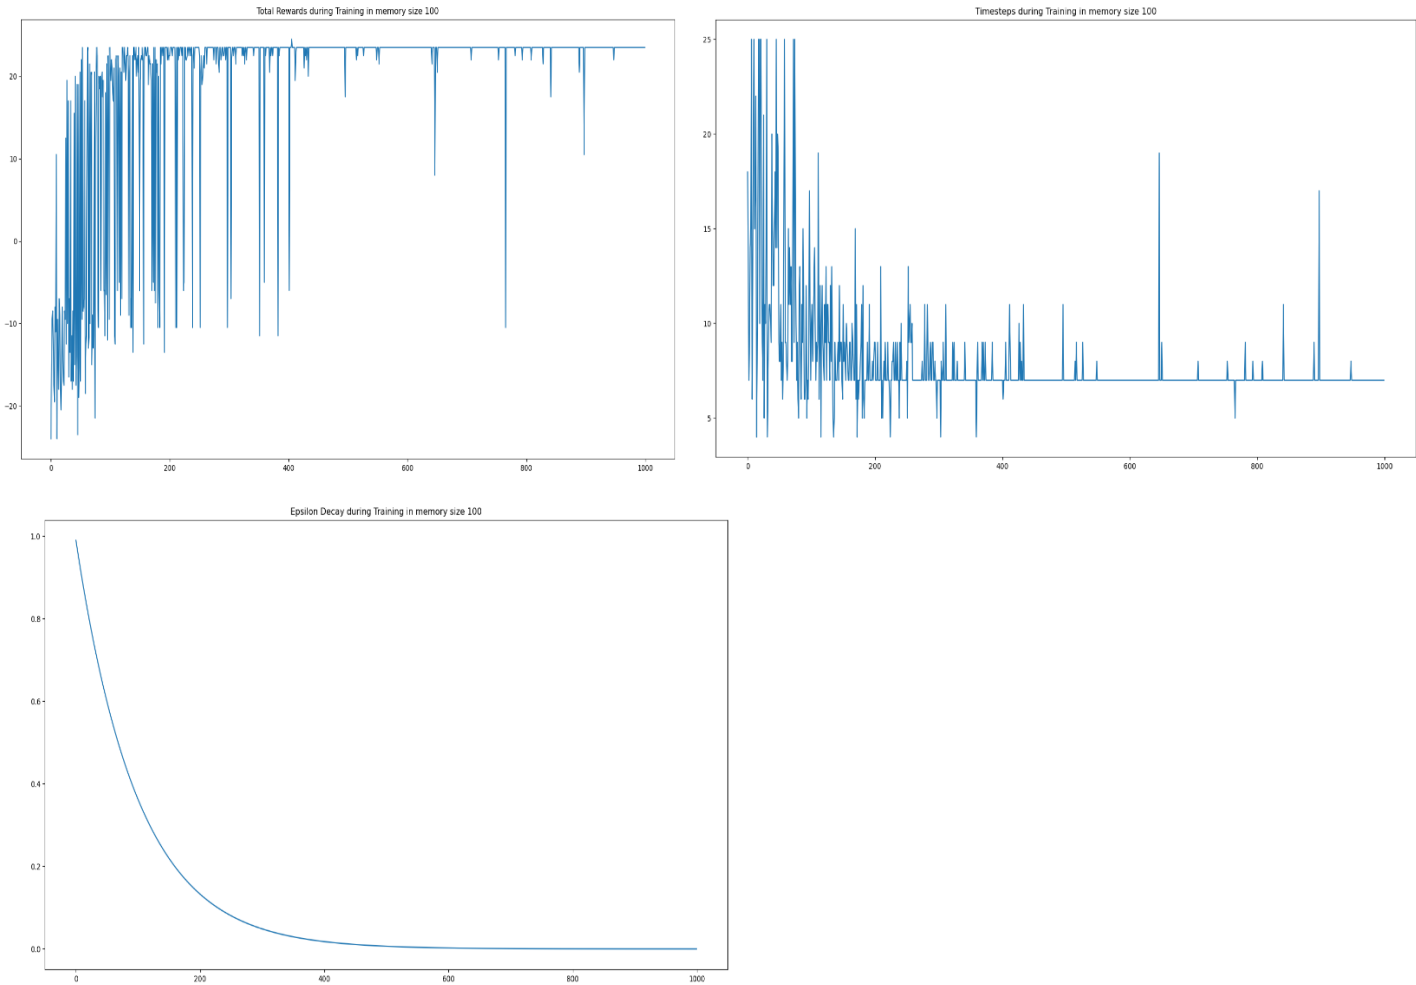 Total Rewards during Training in memory size 100
20
10
0
−10
−20
0 200 400 600 800 1000
Timesteps during Training in memory size 100
25
20
15
10
5
0 200 400 600 800 1000
Epsilon Decay during Training in memory size 100
1.0
0.8
0.6
0.4
0.2
0.0
0 200 400 600 800 1000